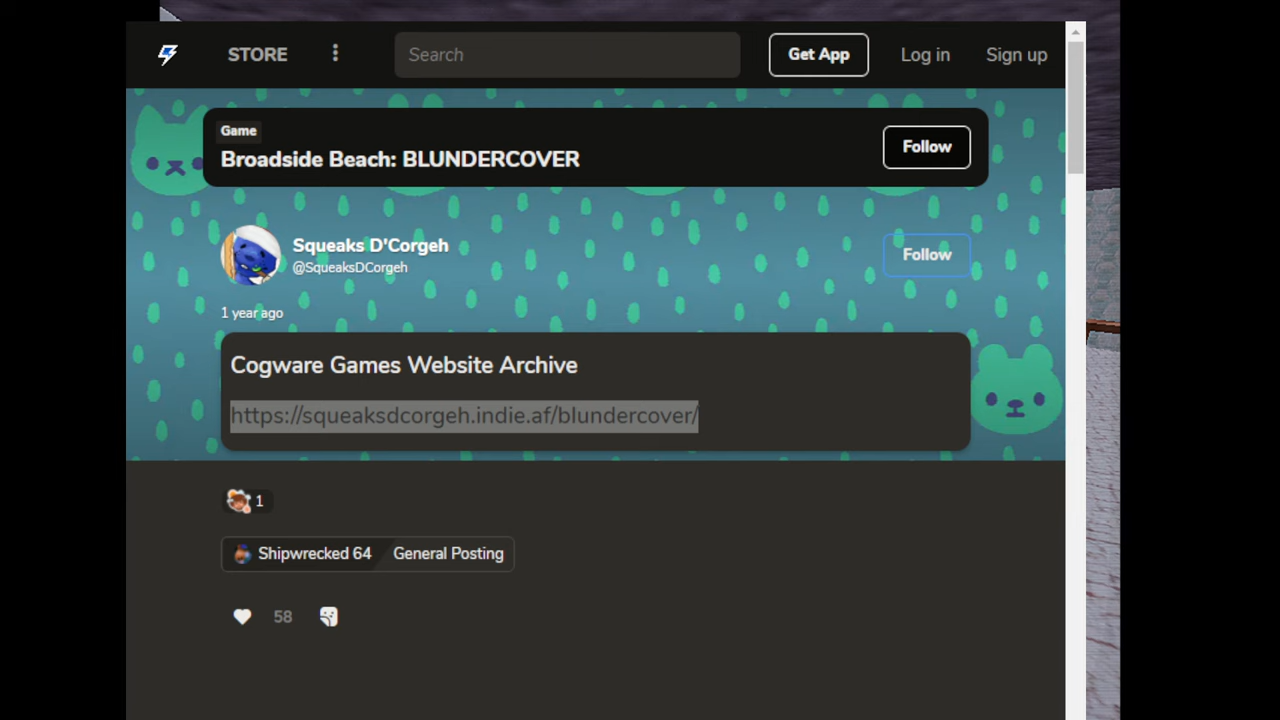 STORE
Search
Get App
Log in
Sign up
Game
Broadside Beach: BLUNDERCOVER
Follow
Squeaks D'Corgeh
@SqueaksDCorgeh
Follow
1 year ago
Cogware Games Website Archive
https://squeaksdcorgeh.indie.af/blundercover/
1
Shipwrecked 64
General Posting
58